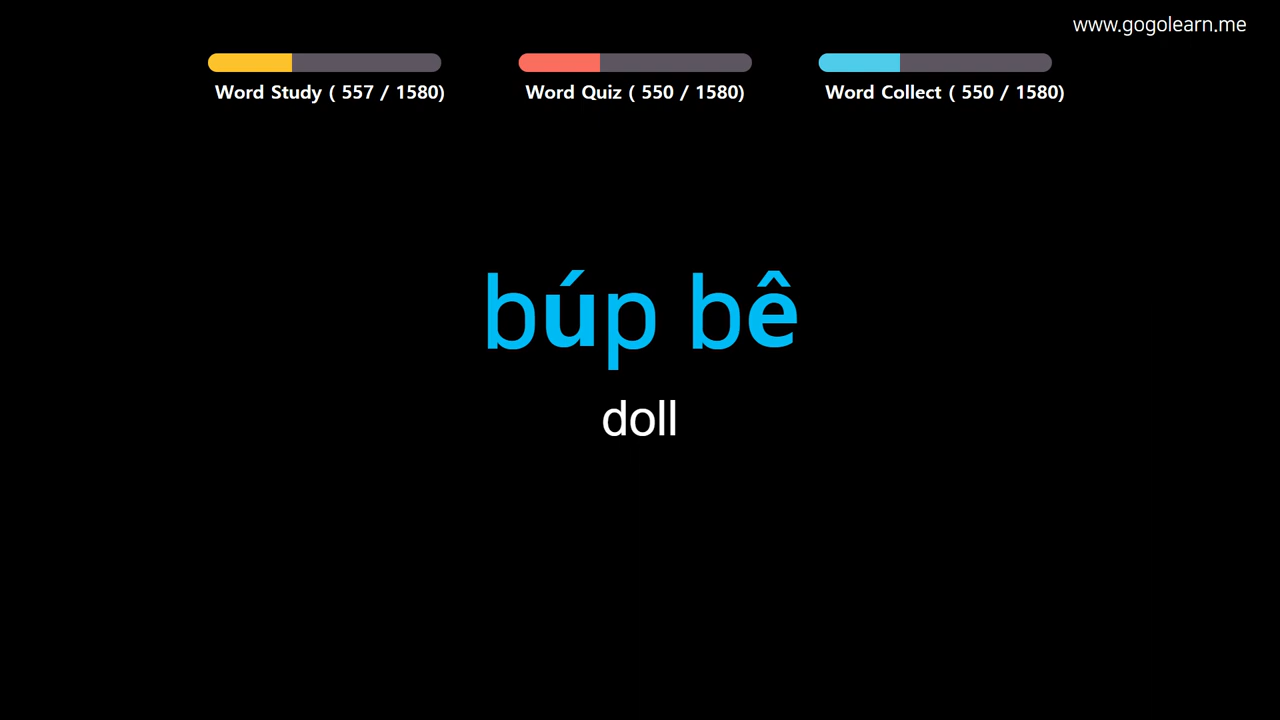 www.gogolearn.me
Word Study ( 557 / 1580)
Word Quiz ( 550 / 1580)
Word Collect ( 550 / 1580)
búp bê
doll